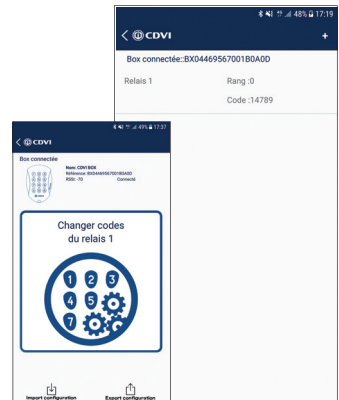 48% 17:19
CDVI
+
Box connectée::BX04469567001B0A0D
Relais 1 Rang :0
Code :14789
49% 17:37
CDVI
Box connectée
Nom: CDVI BOX
Référence: BX04469567001B0A0D
RSSI: -70 Connecté
Changer codes
du relais 1
1 2 3
4 5
7
Import configuration Export configuration